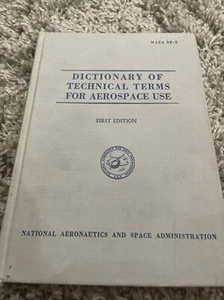 NASA SP-7
DICTIONARY OF
TECHNICAL TERMS
FOR AEROSPACE USE
FIRST EDITION
NATIONAL AERONAUTICS AND SPACE ADMINISTRATION